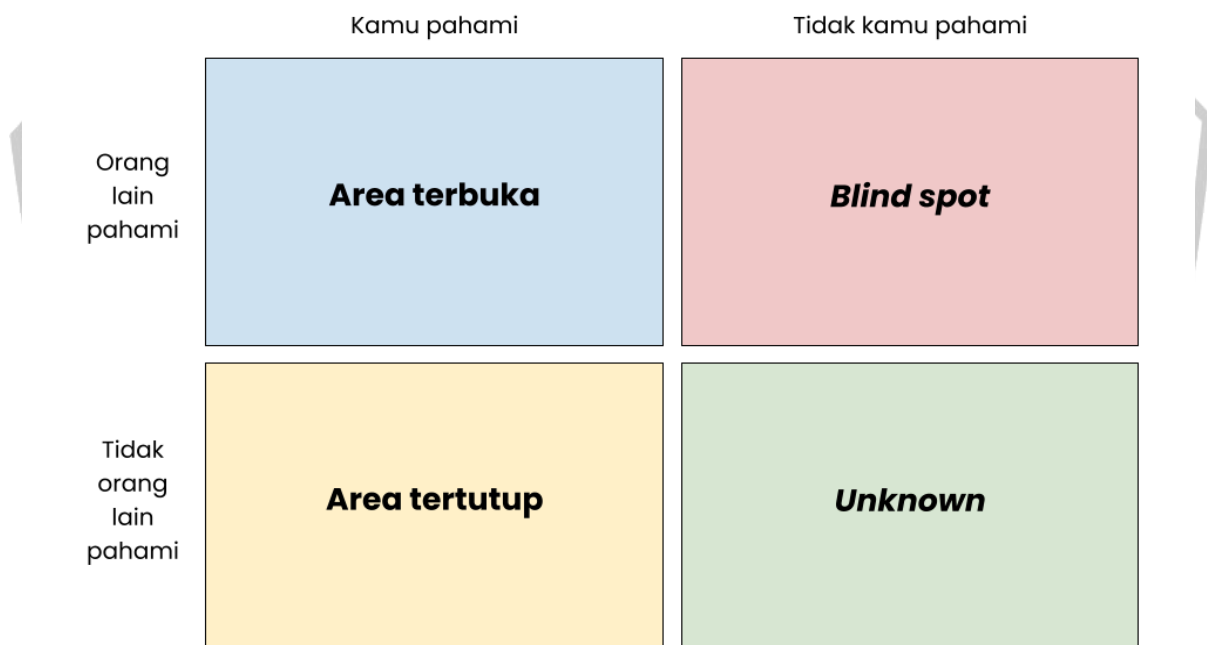 Kamu pahami
Tidak kamu pahami
Orang
lain
pahami
Area terbuka
Blind spot
Tidak
orang
lain
pahami
Area tertutup
Unknown